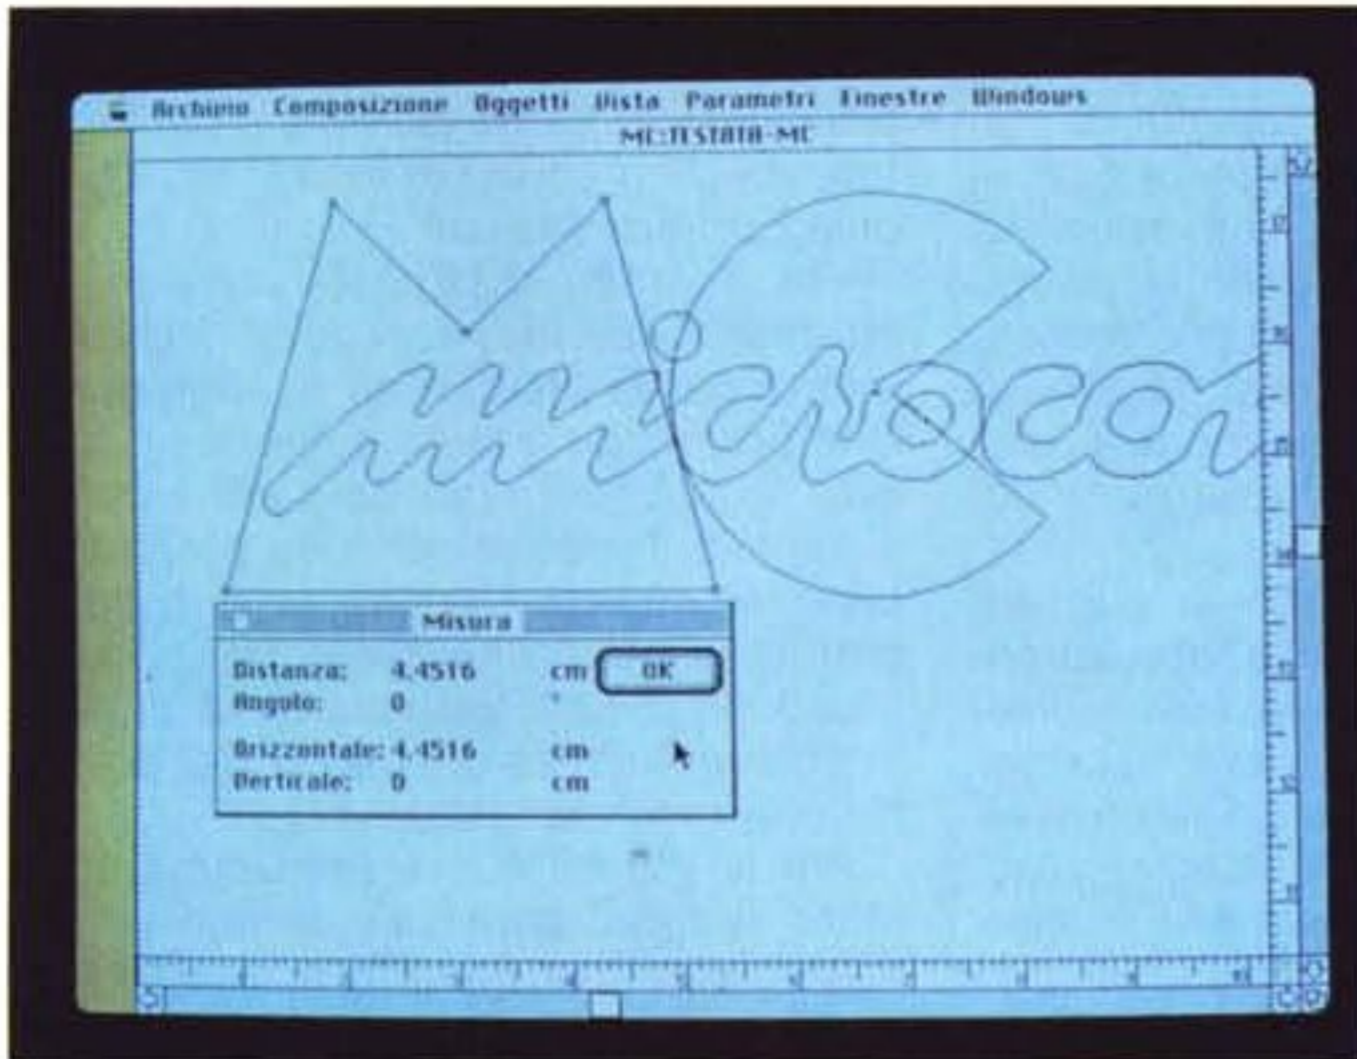 Archivio Composizione Oggetti Vista Parametri Finestre Windows
MC:TESTATA-MC
MC
microco
Misura
Distanza: 4.4516 cm OK
Angolo: 0 °
Orizzontale: 4.4516 cm
Verticale: 0 cm